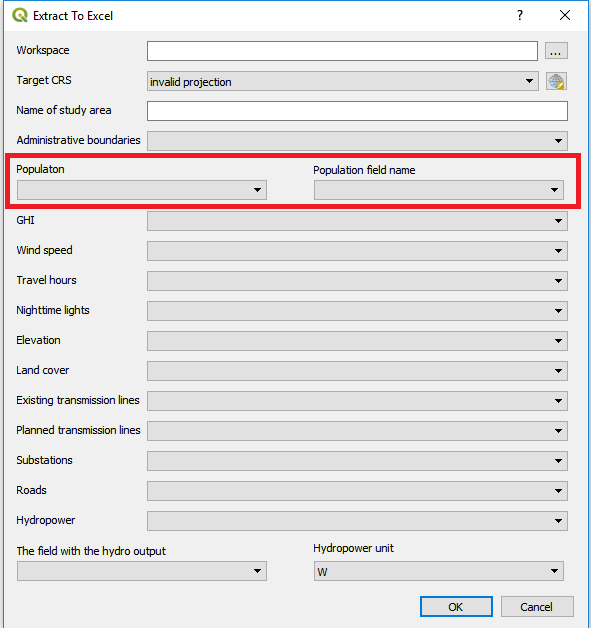 Extract To Excel
?
Workspace
...
Target CRS
invalid projection
Name of study area
Administrative boundaries
Populaton
Population field name
GHI
Wind speed
Travel hours
Nighttime lights
Elevation
Land cover
Existing transmission lines
Planned transmission lines
Substations
Roads
Hydropower
The field with the hydro output
Hydropower unit
W
OK
Cancel